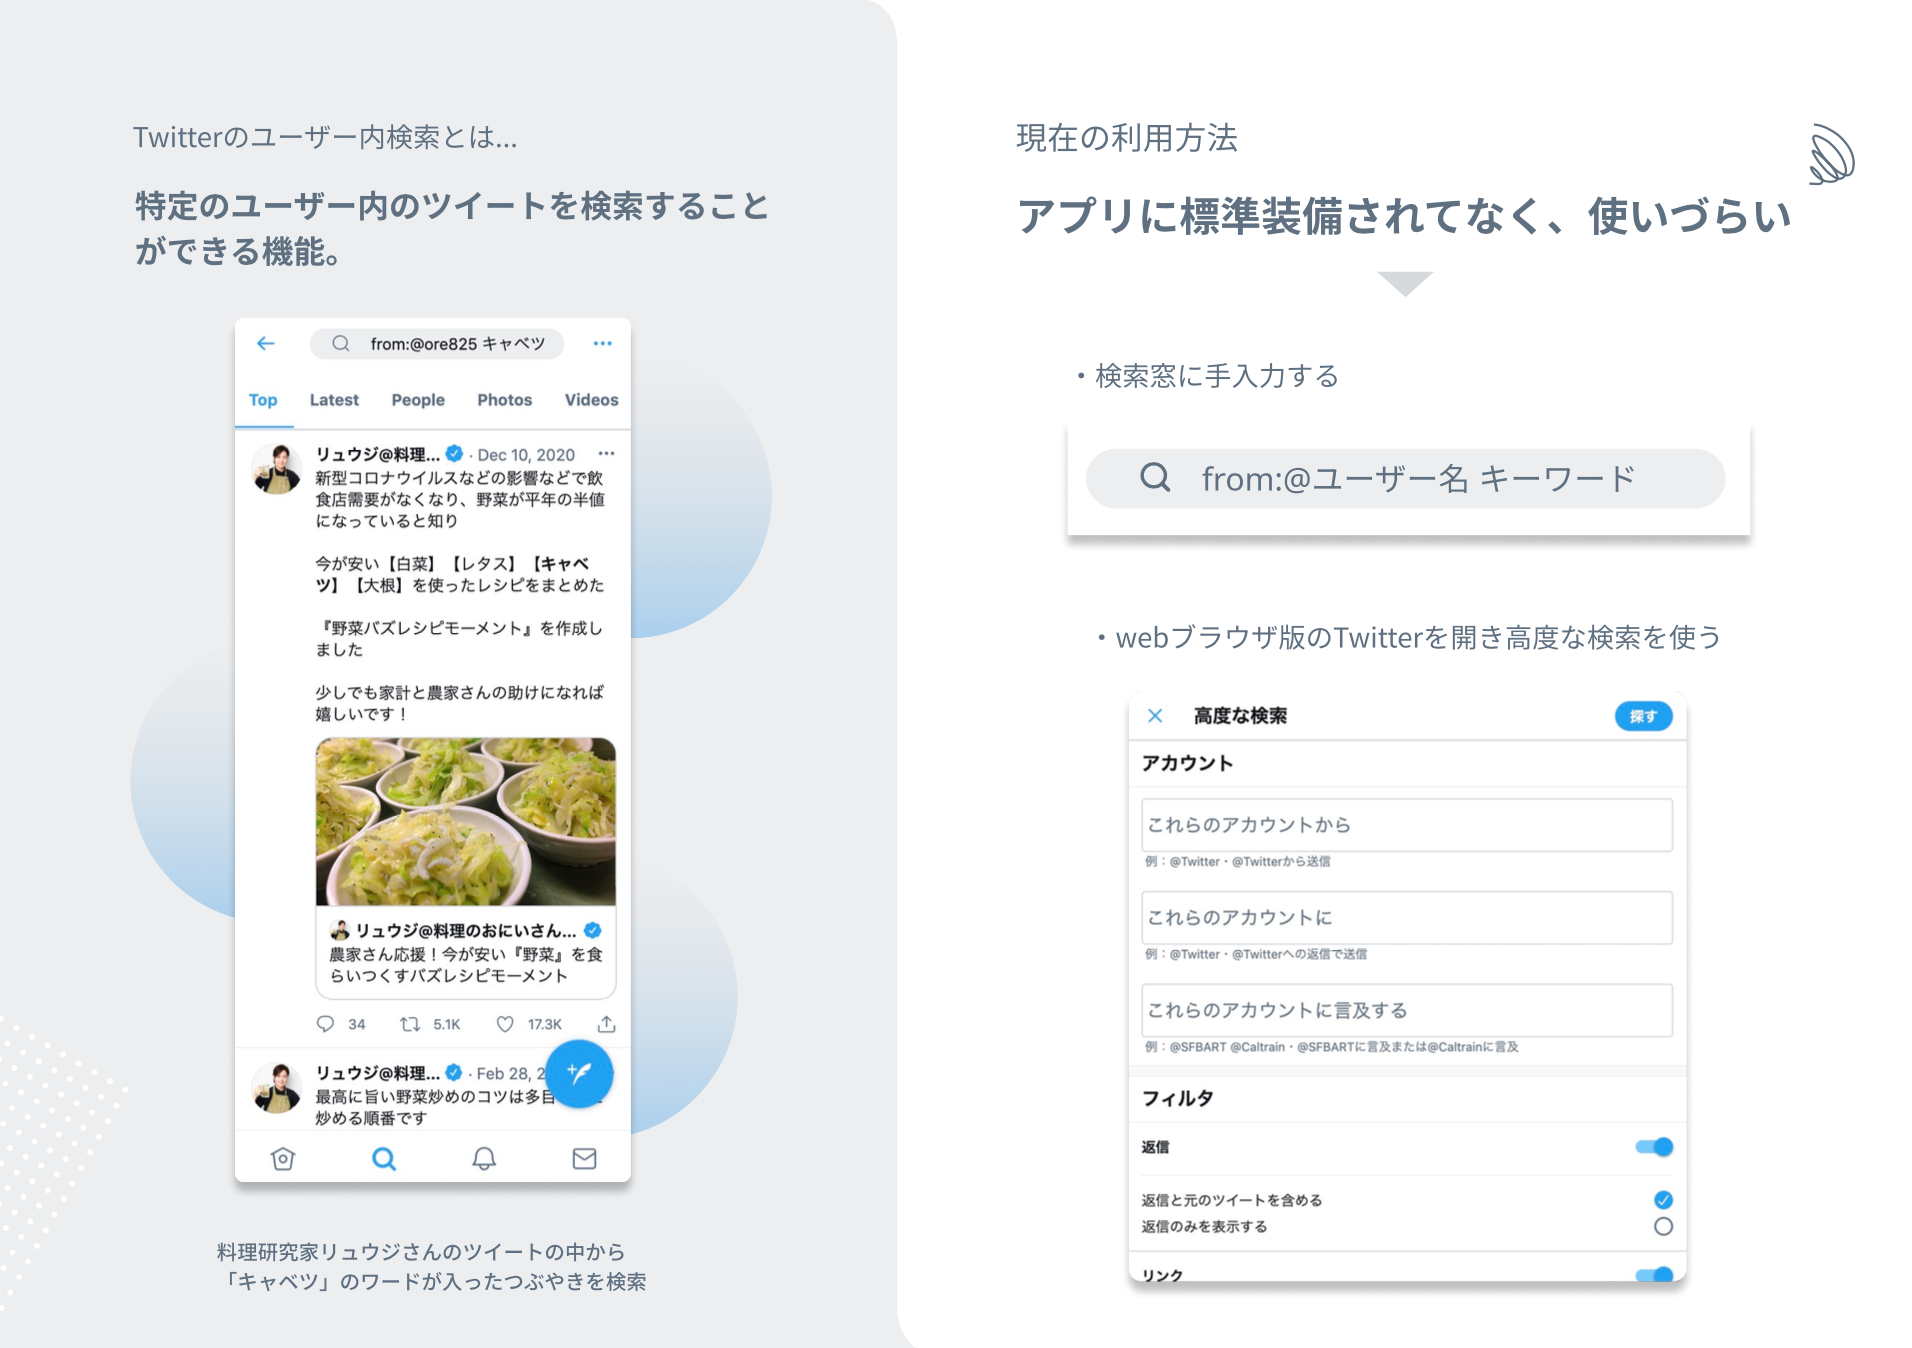 Twitterのユーザー内検索とは...
特定のユーザー内のツイートを検索すること
ができる機能。
from:@ore825 キャベツ
Top Latest People Photos Videos
リュウジ@料理... · Dec 10, 2020
新型コロナウイルスなどの影響などで飲
食店需要がなくなり、野菜が平年の半値
になっていると知り
今が安い【白菜】【レタス】【キャベ
ツ】【大根】を使ったレシピをまとめた
『野菜バズレシピモーメント』を作成し
ました
少しでも家計と農家さんの助けになれば
嬉しいです！
リュウジ@料理のおにいさん...
農家さん応援！今が安い『野菜』を食
らいつくすバズレシピモーメント
34 5.1K 17.3K
リュウジ@料理... · Feb 28, 2
最高に旨い野菜炒めのコツは多目
炒める順番です
料理研究家リュウジさんのツイートの中から
「キャベツ」のワードが入ったつぶやきを検索
現在の利用方法
アプリに標準装備されてなく、使いづらい
・検索窓に手入力する
from:@ユーザー名 キーワード
・webブラウザ版のTwitterを開き高度な検索を使う
高度な検索 探す
アカウント
これらのアカウントから
例：@Twitter・@Twitterから送信
これらのアカウントに
例：@Twitter・@Twitterへの返信で送信
これらのアカウントに言及する
例：@SFBART @Caltrain・@SFBARTに言及または@Caltrainに言及
フィルタ
返信
返信と元のツイートを含める
返信のみを表示する
リンク